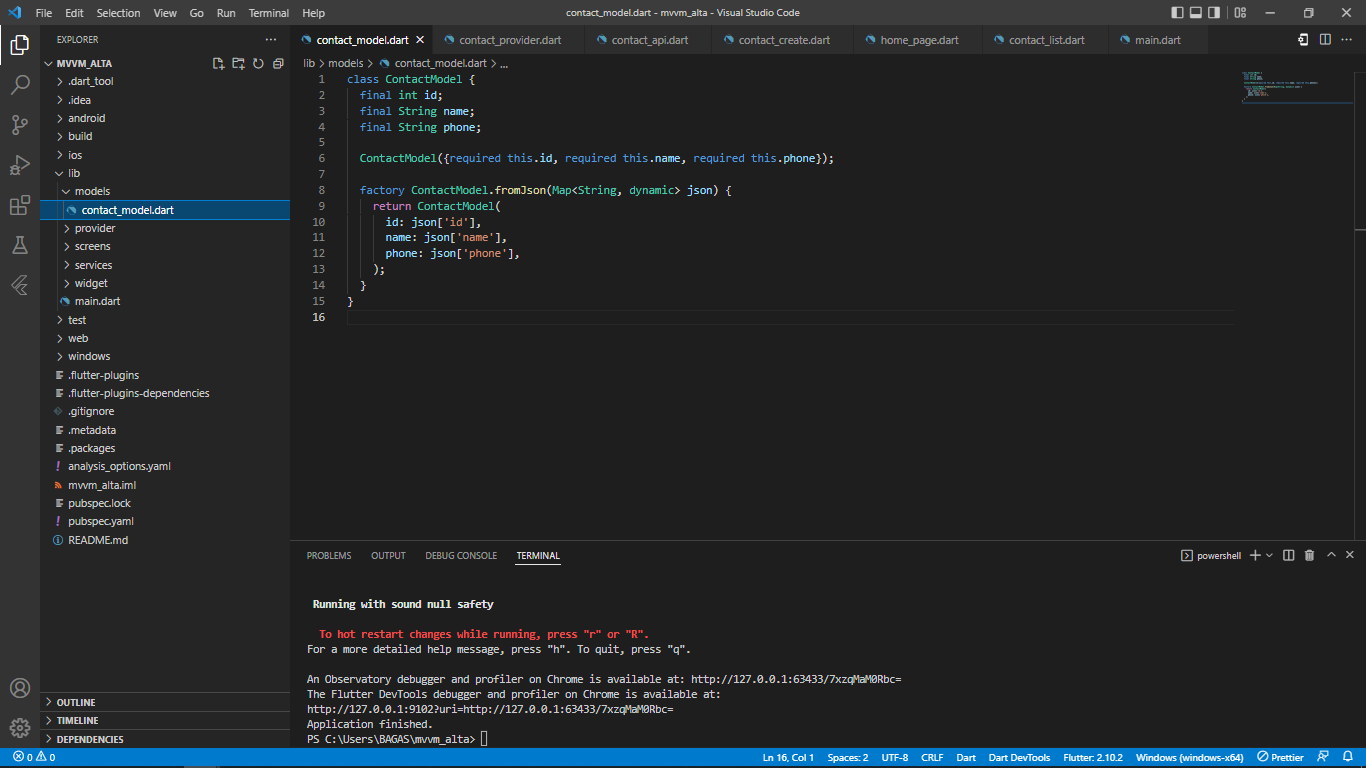 File Edit Selection View Go Run Terminal Help
contact_model.dart - mvvm_alta - Visual Studio Code
EXPLORER
MVVM_ALTA
.dart_tool
.idea
android
build
ios
lib
models
contact_model.dart
provider
screens
services
widget
main.dart
test
web
windows
.flutter-plugins
.flutter-plugins-dependencies
.gitignore
.metadata
.packages
analysis_options.yaml
mvvm_alta.iml
pubspec.lock
pubspec.yaml
README.md
OUTLINE
TIMELINE
DEPENDENCIES
contact_model.dart contact_provider.dart contact_api.dart contact_create.dart home_page.dart contact_list.dart main.dart
lib > models > contact_model.dart > ...
1 class ContactModel {
2   final int id;
3   final String name;
4   final String phone;
5
6   ContactModel({required this.id, required this.name, required this.phone});
7
8   factory ContactModel.fromJson(Map<String, dynamic> json) {
9     return ContactModel(
10       id: json['id'],
11       name: json['name'],
12       phone: json['phone'],
13     );
14   }
15 }
16
PROBLEMS OUTPUT DEBUG CONSOLE TERMINAL
powershell
Running with sound null safety
To hot restart changes while running, press "r" or "R".
For a more detailed help message, press "h". To quit, press "q".
An Observatory debugger and profiler on Chrome is available at: http://127.0.0.1:63433/7xzqMaM0Rbc=
The Flutter DevTools debugger and profiler on Chrome is available at:
http://127.0.0.1:9102?uri=http://127.0.0.1:63433/7xzqMaM0Rbc=
Application finished.
PS C:\Users\BAGAS\mvvm_alta>
0 0 Ln 16, Col 1 Spaces: 2 UTF-8 CRLF Dart Dart DevTools Flutter: 2.10.2 Windows (windows-x64) Prettier